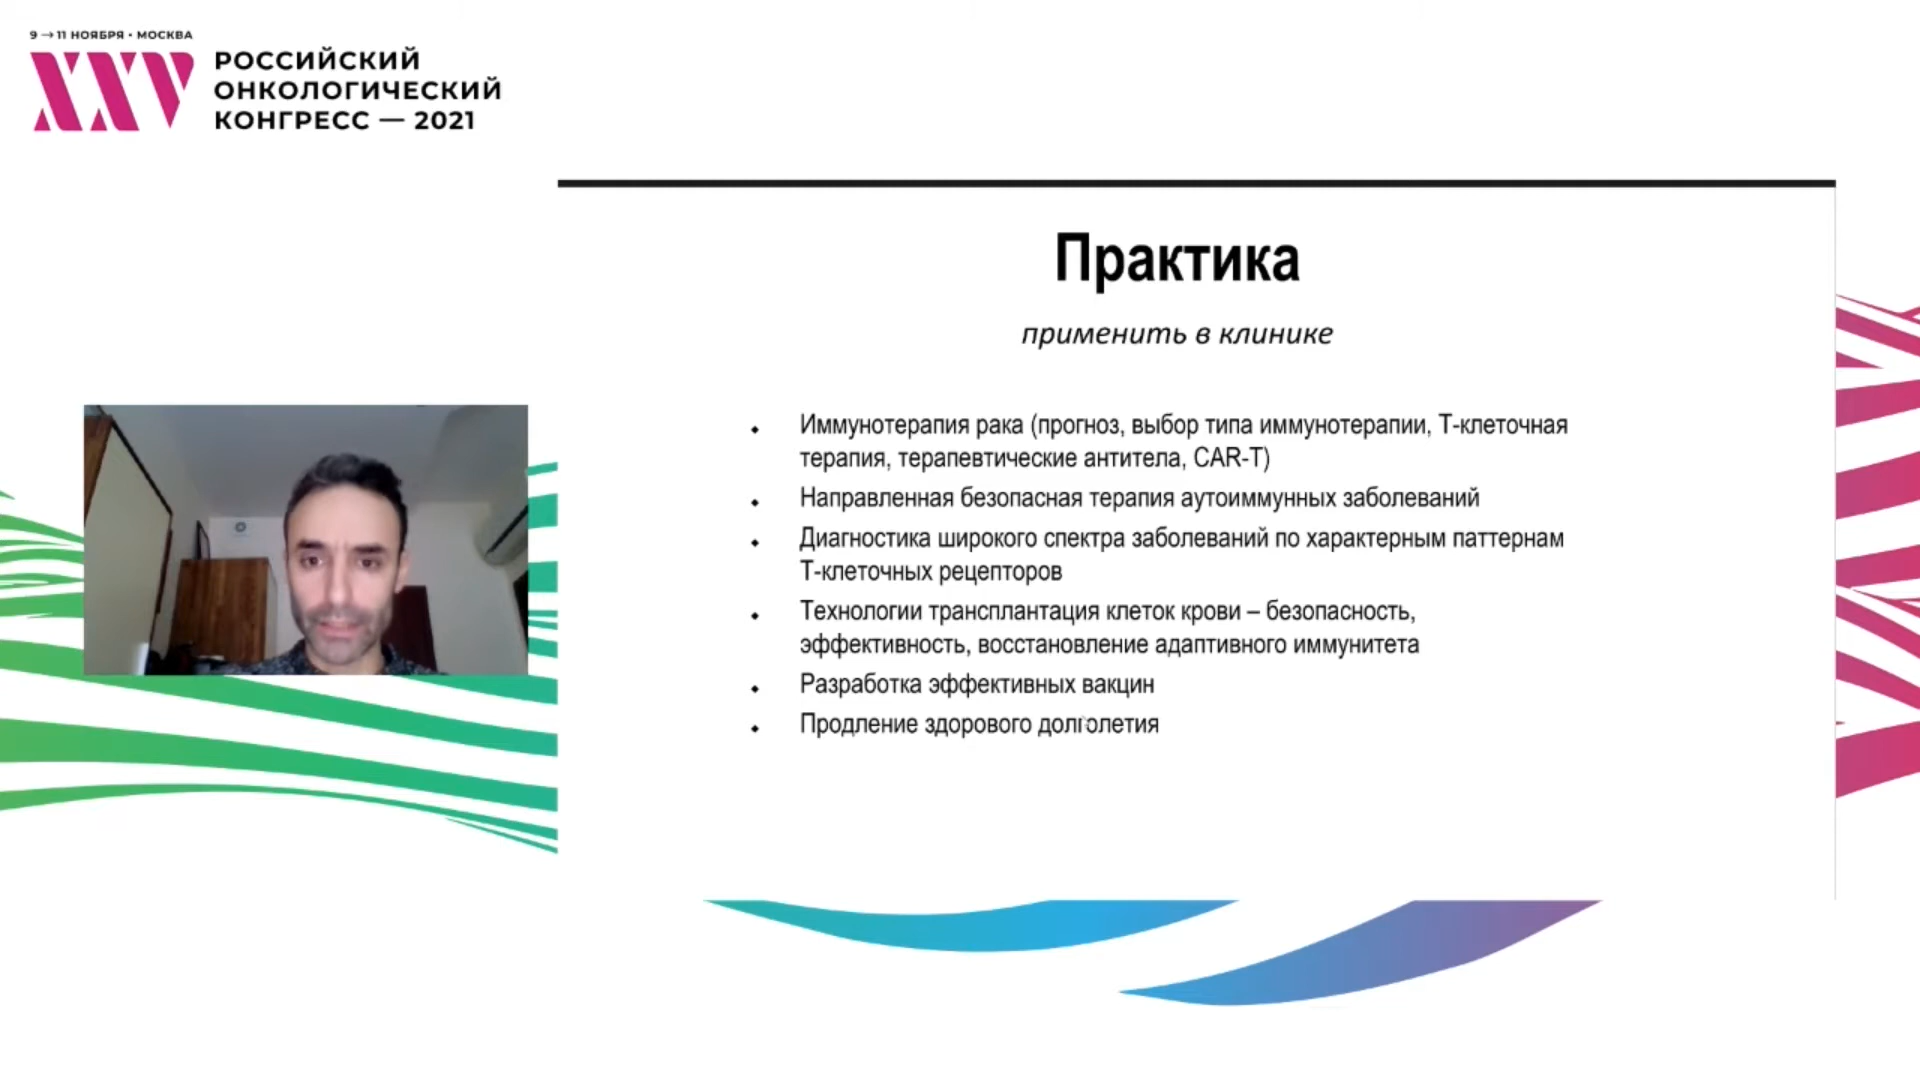 9 → 11 НОЯБРЯ • МОСКВА
XXV
РОССИЙСКИЙ
ОНКОЛОГИЧЕСКИЙ
КОНГРЕСС — 2021
Практика
применить в клинике
Иммунотерапия рака (прогноз, выбор типа иммунотерапии, Т-клеточная
терапия, терапевтические антитела, CAR-T)
Направленная безопасная терапия аутоиммунных заболеваний
Диагностика широкого спектра заболеваний по характерным паттернам
Т-клеточных рецепторов
Технологии трансплантация клеток крови – безопасность,
эффективность, восстановление адаптивного иммунитета
Разработка эффективных вакцин
Продление здорового долголетия